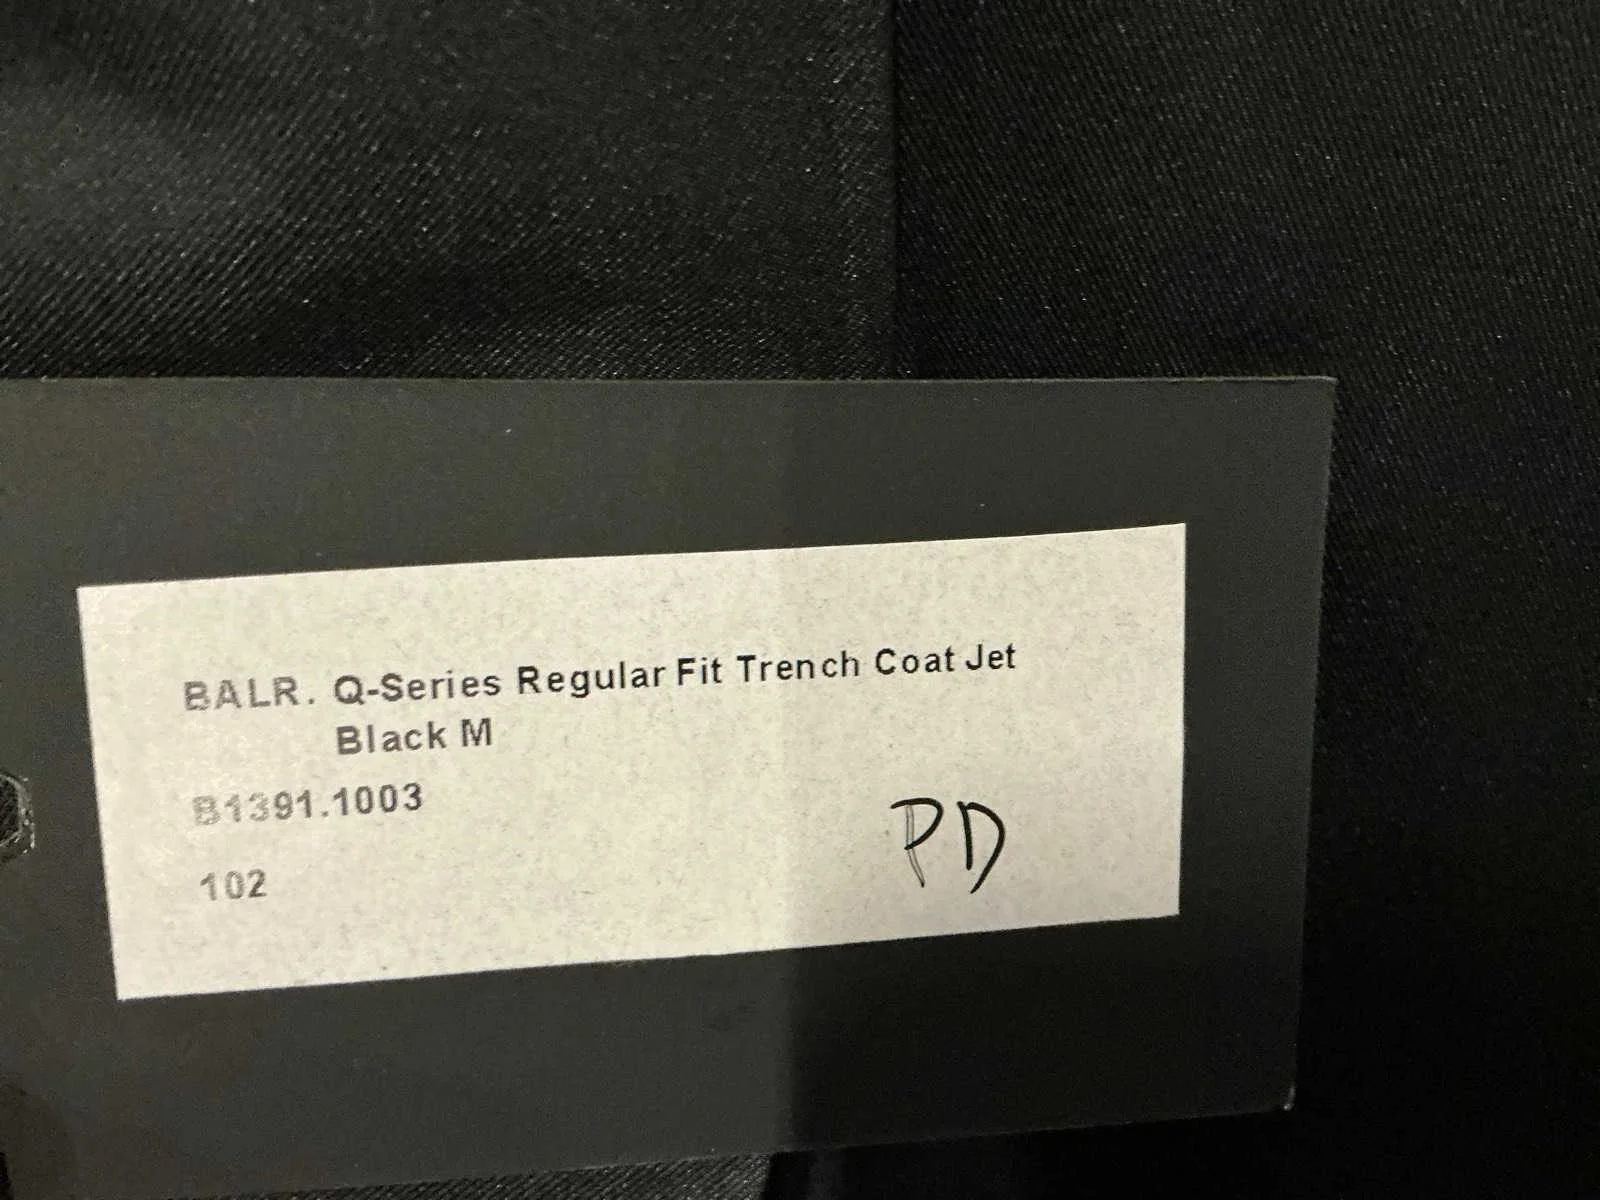 BALR. Q-Series Regular Fit Trench Coat Jet
Black M
B1391.1003
102
PD